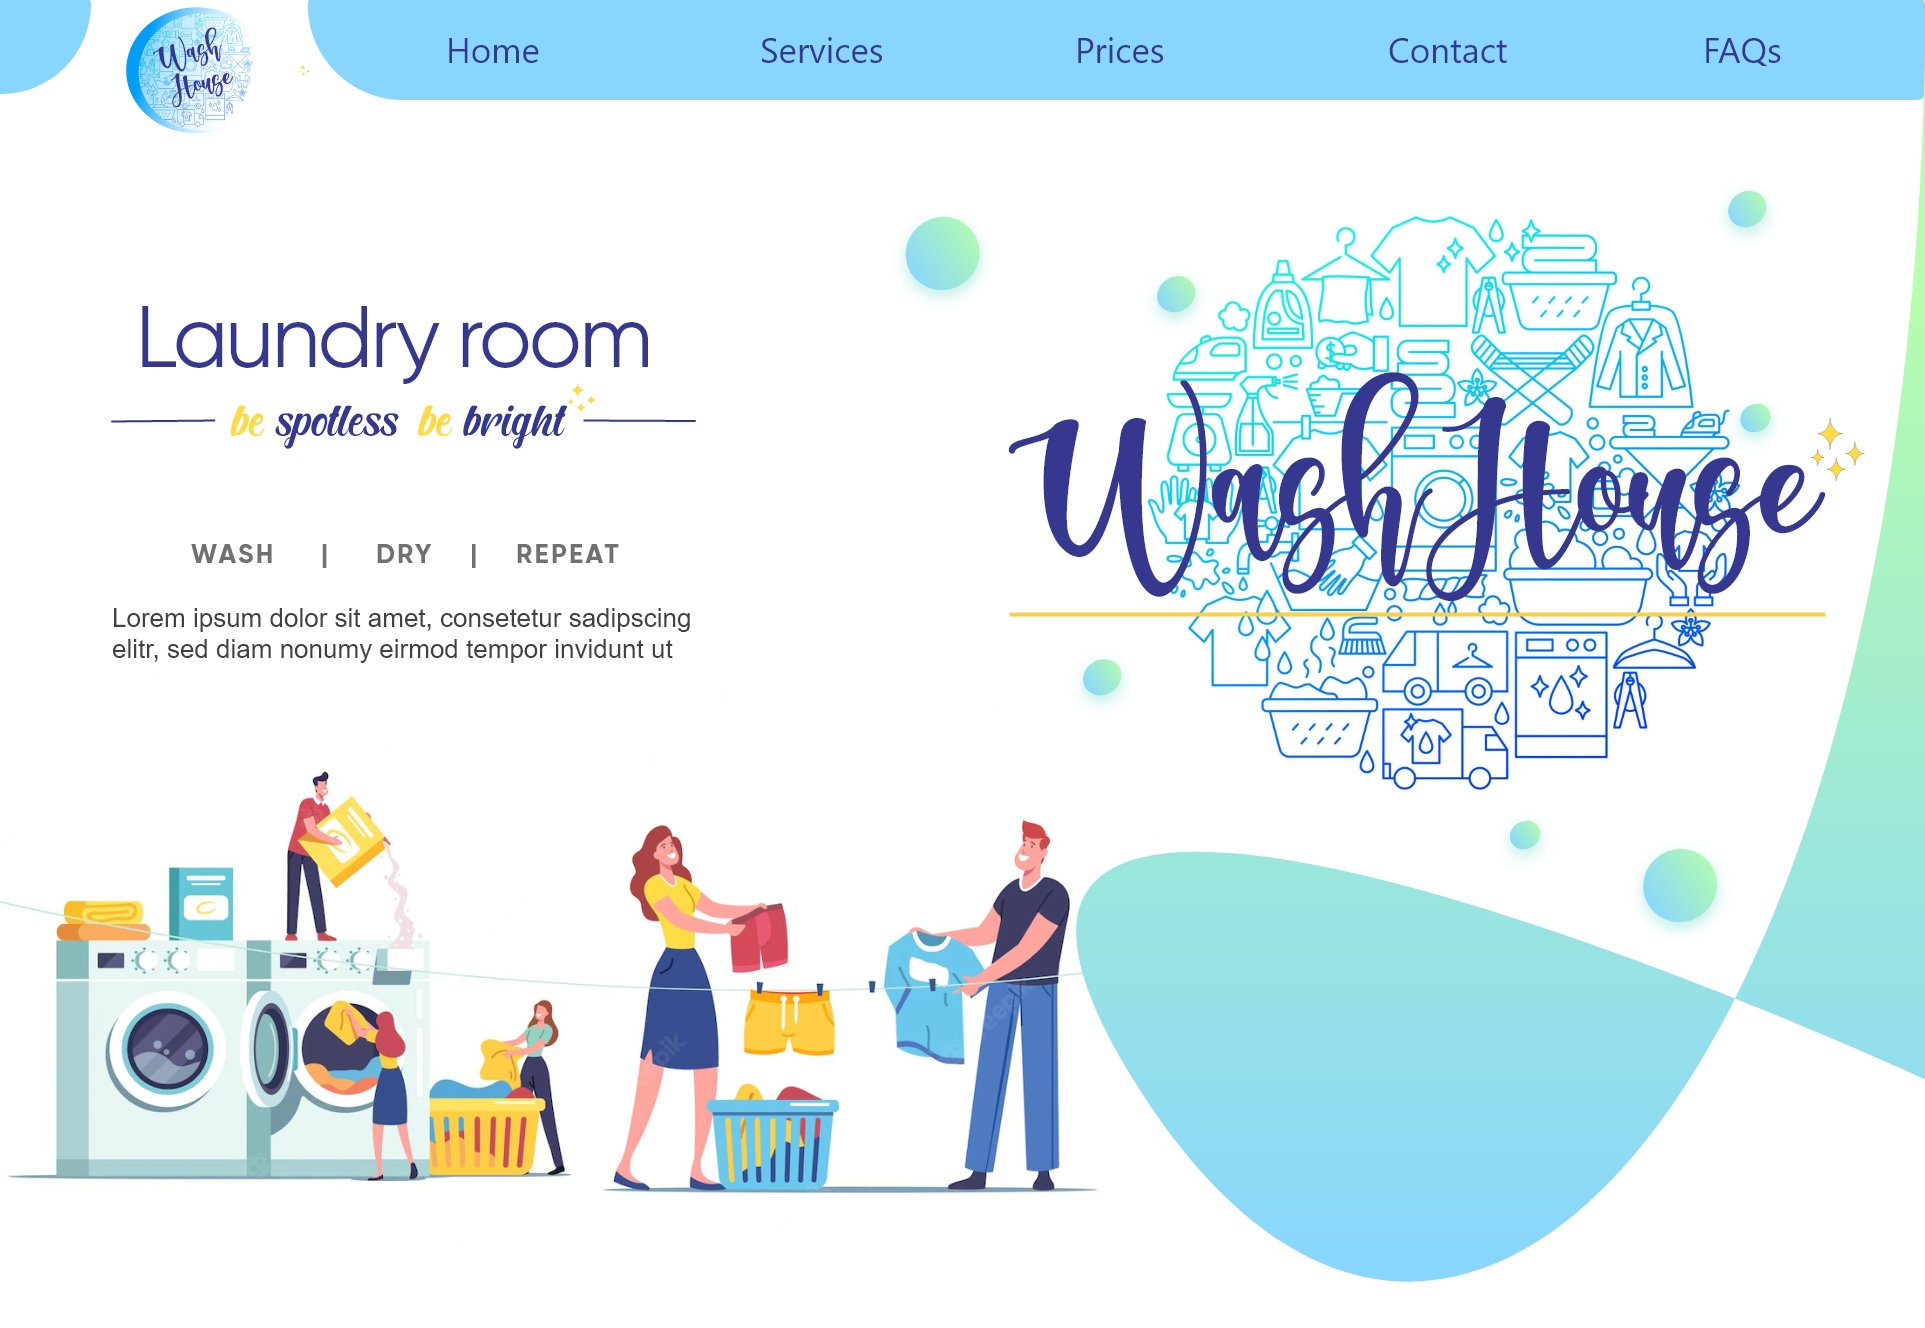 Wash
House
Home Services Prices Contact FAQs
Laundry room
be spotless be bright
WASH | DRY | REPEAT
Lorem ipsum dolor sit amet, consetetur sadipscing
elitr, sed diam nonumy eirmod tempor invidunt ut
Wash House